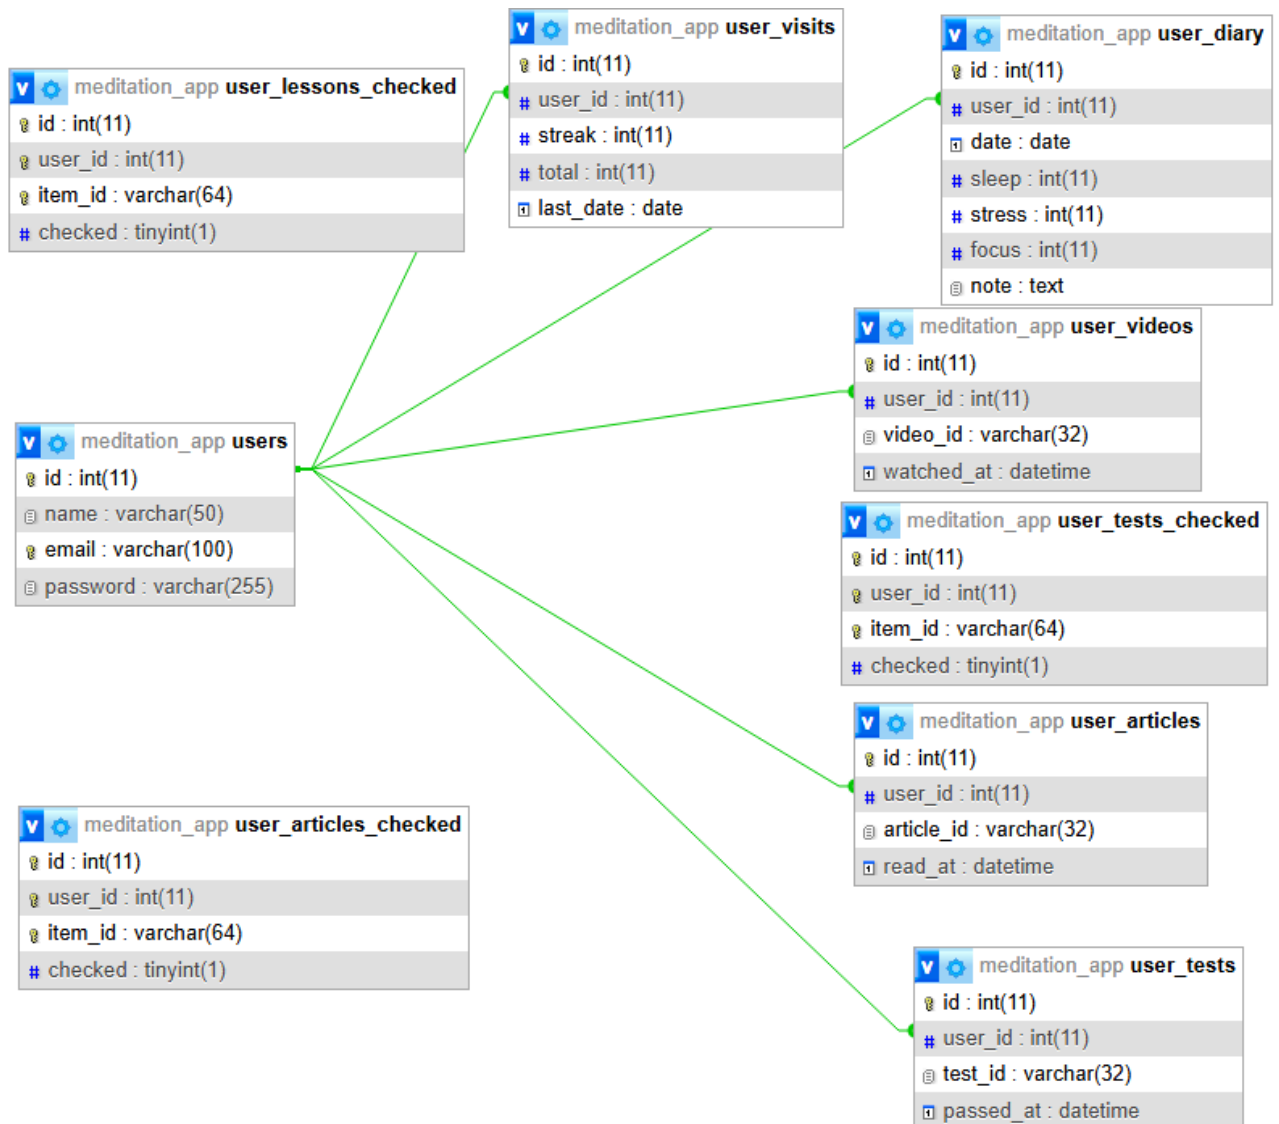 meditation_app user_lessons_checked
id : int(11)
user_id : int(11)
item_id : varchar(64)
checked : tinyint(1)
meditation_app user_visits
id : int(11)
user_id : int(11)
streak : int(11)
total : int(11)
last_date : date
meditation_app user_diary
id : int(11)
user_id : int(11)
date : date
sleep : int(11)
stress : int(11)
focus : int(11)
note : text
meditation_app user_videos
id : int(11)
user_id : int(11)
video_id : varchar(32)
watched_at : datetime
meditation_app users
id : int(11)
name : varchar(50)
email : varchar(100)
password : varchar(255)
meditation_app user_tests_checked
id : int(11)
user_id : int(11)
item_id : varchar(64)
checked : tinyint(1)
meditation_app user_articles
id : int(11)
user_id : int(11)
article_id : varchar(32)
read_at : datetime
meditation_app user_articles_checked
id : int(11)
user_id : int(11)
item_id : varchar(64)
checked : tinyint(1)
meditation_app user_tests
id : int(11)
user_id : int(11)
test_id : varchar(32)
passed_at : datetime